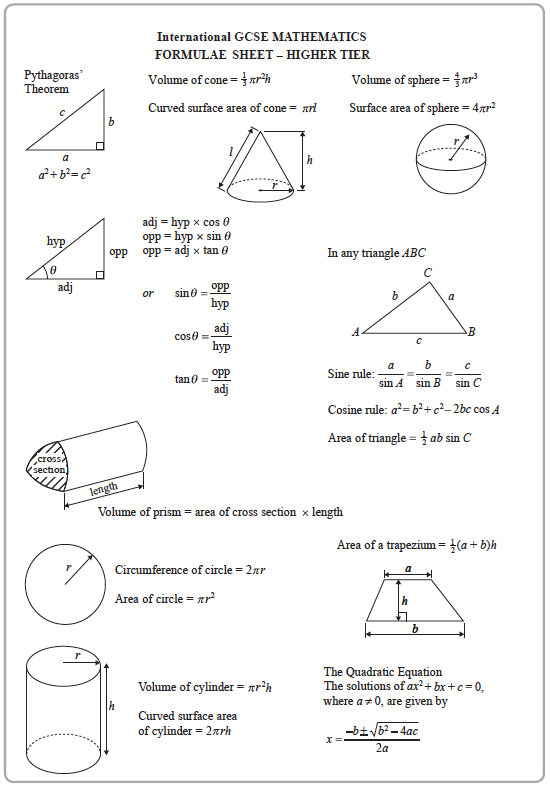 International GCSE MATHEMATICS
FORMULAE SHEET – HIGHER TIER
Pythagoras’
Theorem
c
b
a
a² + b² = c²
Volume of cone = ⅓ πr²h
Curved surface area of cone = πrl
l
h
r
Volume of sphere = 4/3 πr³
Surface area of sphere = 4πr²
r
hyp
opp
adj
θ
adj = hyp × cos θ
opp = hyp × sin θ
opp = adj × tan θ
or sin θ = opp/hyp
cos θ = adj/hyp
tan θ = opp/adj
In any triangle ABC
C
b
a
A
B
c
Sine rule: a/sin A = b/sin B = c/sin C
Cosine rule: a² = b² + c² – 2bc cos A
Area of triangle = ½ ab sin C
cross
section
length
Volume of prism = area of cross section × length
r
Circumference of circle = 2πr
Area of circle = πr²
Area of a trapezium = ½(a + b)h
a
h
b
r
h
Volume of cylinder = πr²h
Curved surface area
of cylinder = 2πrh
The Quadratic Equation
The solutions of ax² + bx + c = 0,
where a ≠ 0, are given by
x = (–b ± √(b² – 4ac))/2a